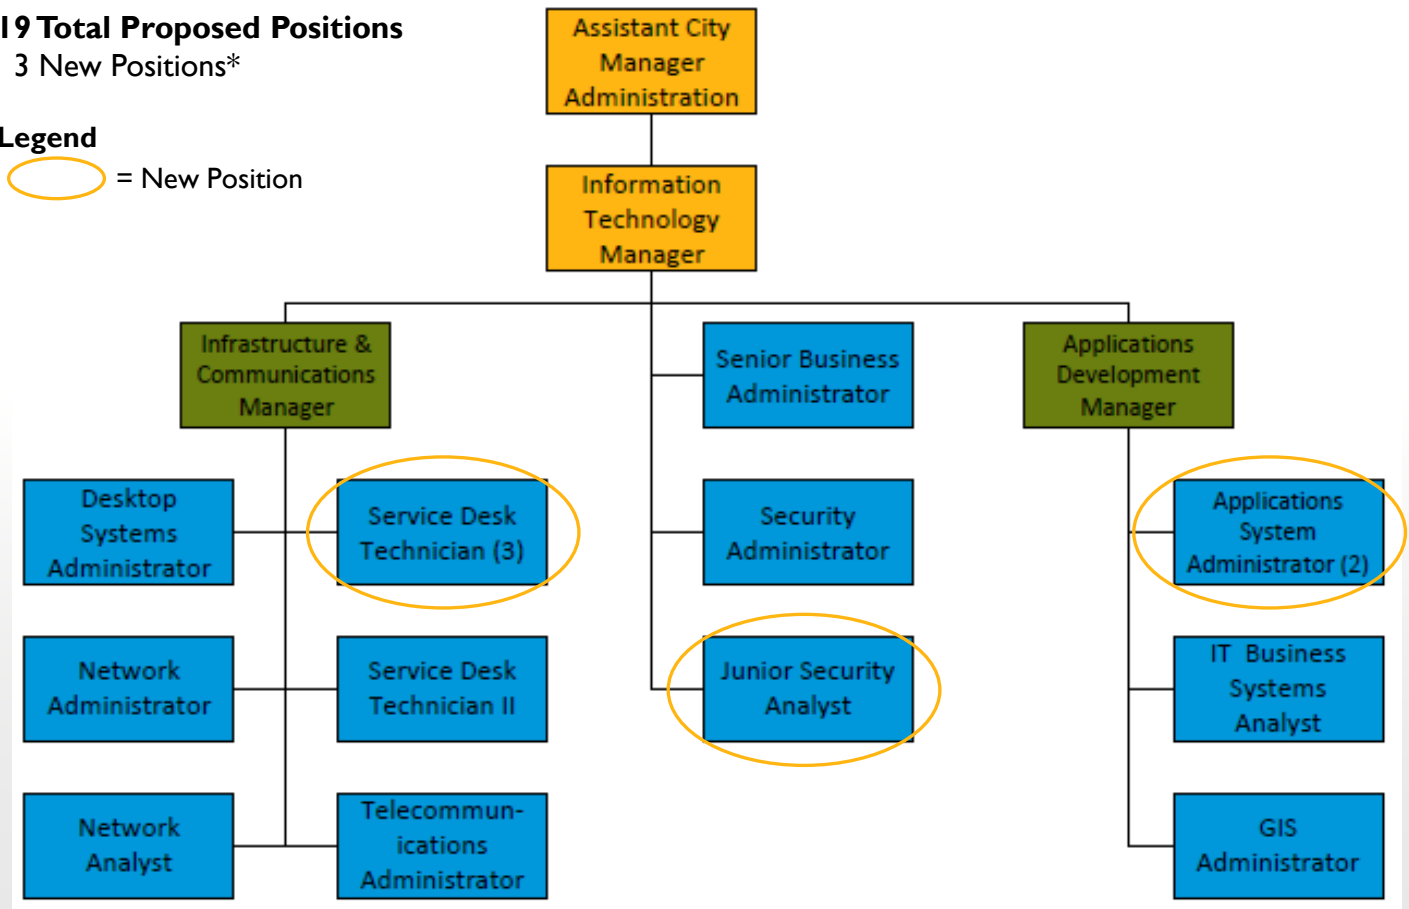 19 Total Proposed Positions
3 New Positions*
Legend
= New Position
Assistant City
Manager
Administration
Information
Technology
Manager
Infrastructure &
Communications
Manager
Senior Business
Administrator
Applications
Development
Manager
Desktop
Systems
Administrator
Service Desk
Technician (3)
Security
Administrator
Applications
System
Administrator (2)
Network
Administrator
Service Desk
Technician II
Junior Security
Analyst
IT Business
Systems
Analyst
Network
Analyst
Telecommun-
ications
Administrator
GIS
Administrator